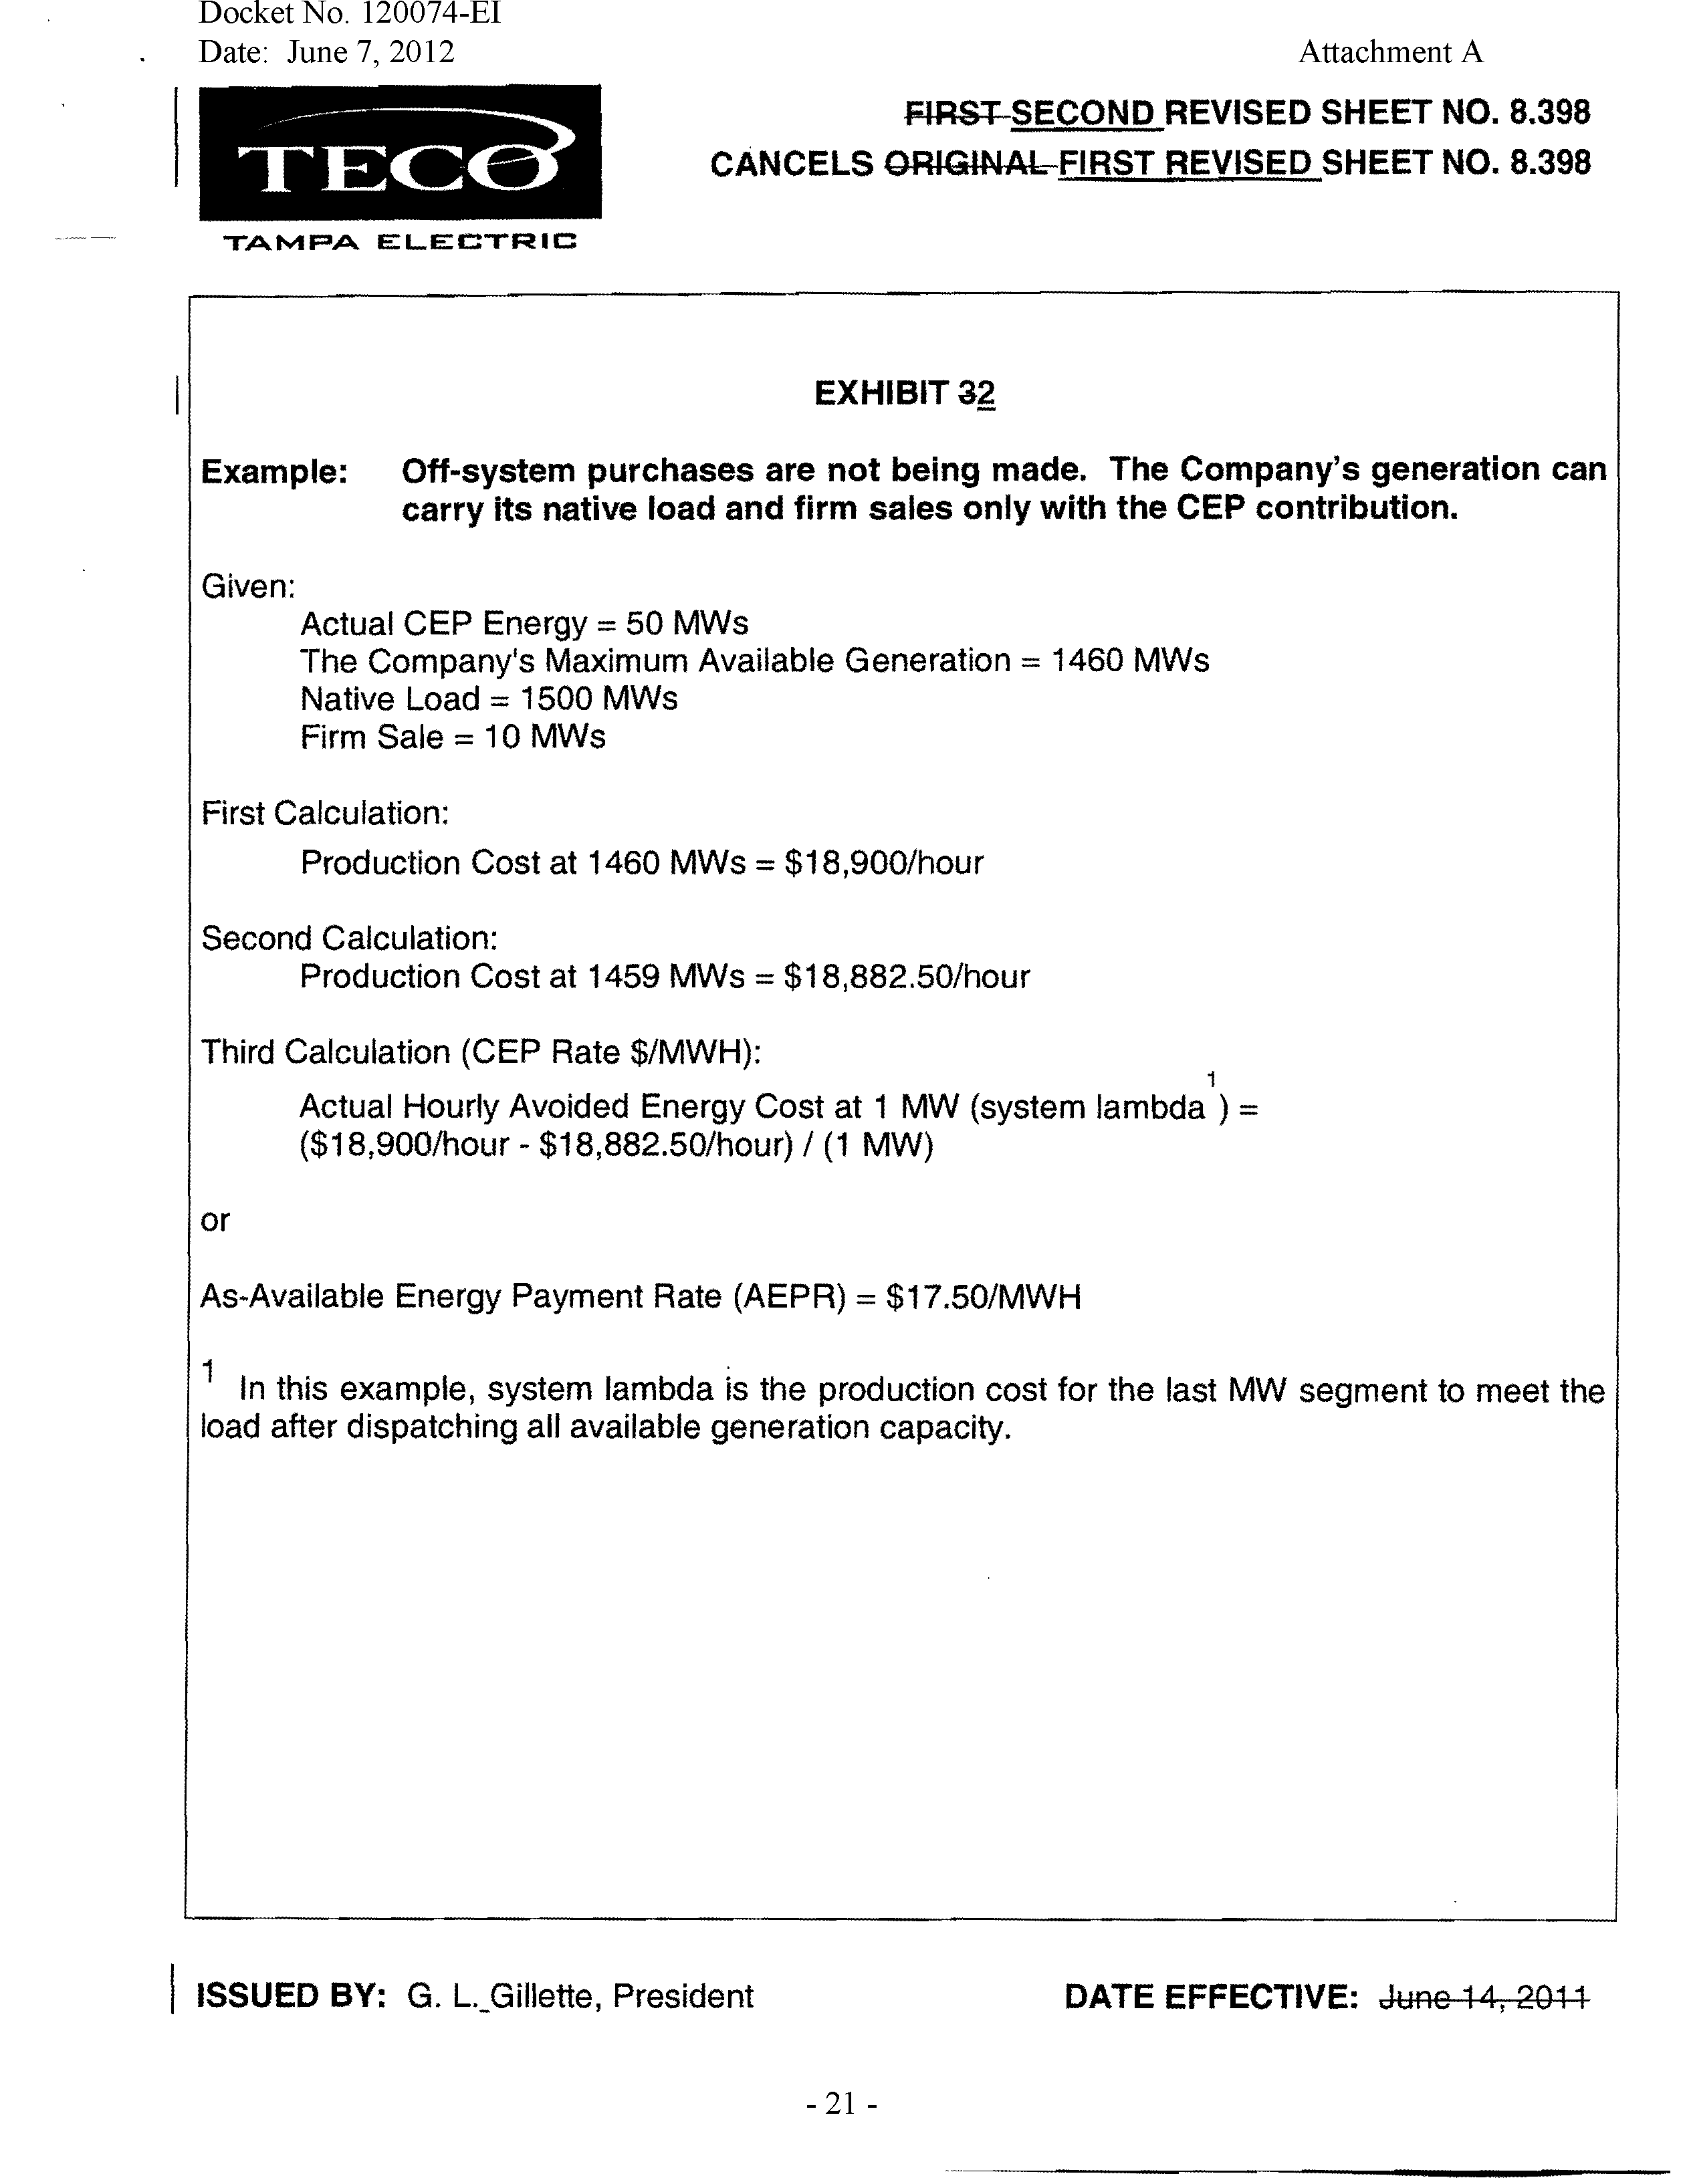 Docket No. 120074-EI
Date: June 7, 2012
Attachment A
FIRST SECOND REVISED SHEET NO. 8.398
CANCELS ORIGINAL FIRST REVISED SHEET NO. 8.398
TECO
TAMPA ELECTRIC
EXHIBIT 32
Example: Off-system purchases are not being made. The Company's generation can
carry its native load and firm sales only with the CEP contribution.
Given:
Actual CEP Energy = 50 MWs
The Company's Maximum Available Generation = 1460 MWs
Native Load = 1500 MWs
Firm Sale = 10 MWs
First Calculation:
Production Cost at 1460 MWs = $18,900/hour
Second Calculation:
Production Cost at 1459 MWs = $18,882.50/hour
Third Calculation (CEP Rate $/MWH):
Actual Hourly Avoided Energy Cost at 1 MW (system lambda 1) =
($18,900/hour - $18,882.50/hour) / (1 MW)
or
As-Available Energy Payment Rate (AEPR) = $17.50/MWH
1 In this example, system lambda is the production cost for the last MW segment to meet the
load after dispatching all available generation capacity.
ISSUED BY: G. L. Gillette, President
DATE EFFECTIVE: June 14, 2011
- 21 -